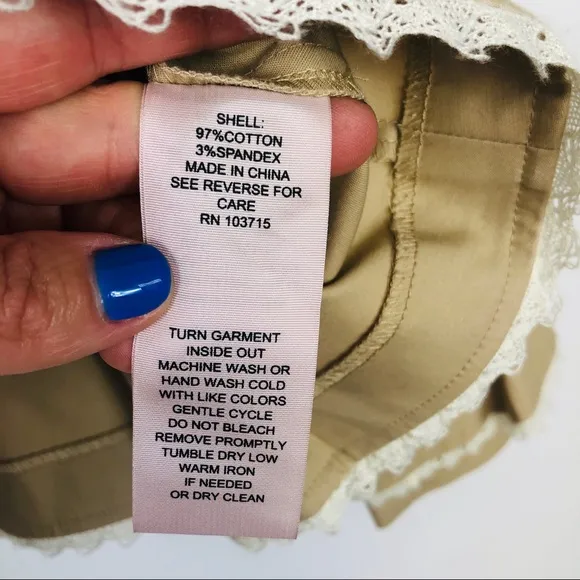 SHELL:
97%COTTON
3%SPANDEX
MADE IN CHINA
SEE REVERSE FOR
CARE
RN 103715
TURN GARMENT
INSIDE OUT
MACHINE WASH OR
HAND WASH COLD
WITH LIKE COLORS
GENTLE CYCLE
DO NOT BLEACH
REMOVE PROMPTLY
TUMBLE DRY LOW
WARM IRON
IF NEEDED
OR DRY CLEAN